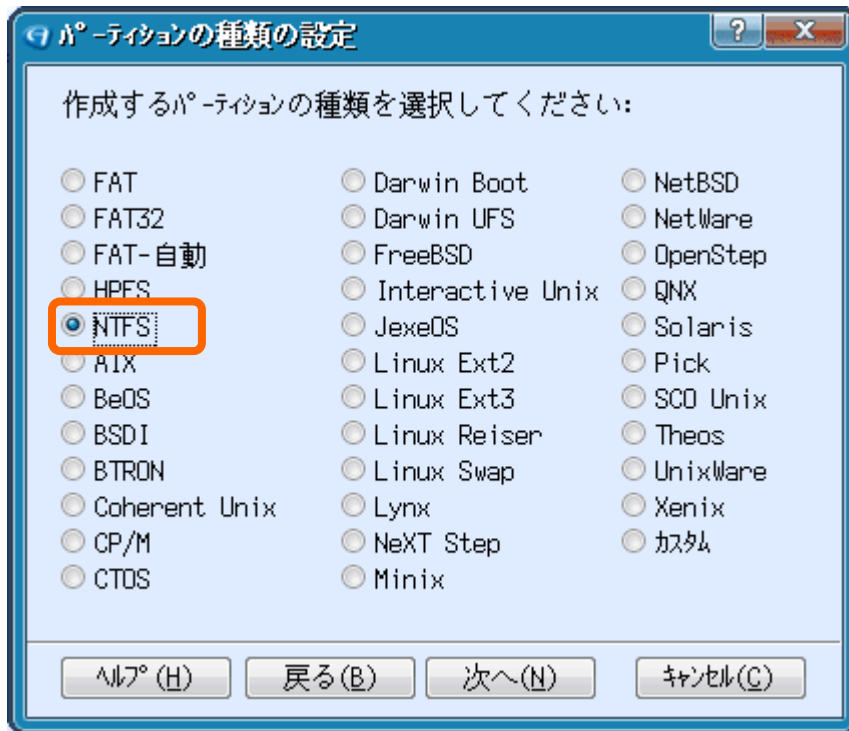 パーティションの種類の設定
?
x
作成するパーティションの種類を選択してください:
FAT
FAT32
FAT-自動
HPFS
NTFS
AIX
BeOS
BSDI
BTRON
Coherent Unix
CP/M
CTOS
Darwin Boot
Darwin UFS
FreeBSD
Interactive Unix
JexeOS
Linux Ext2
Linux Ext3
Linux Reiser
Linux Swap
Lynx
NeXT Step
Minix
NetBSD
NetWare
OpenStep
QNX
Solaris
Pick
SCO Unix
Theos
UnixWare
Xenix
カスタム
ヘルプ(H) 戻る(B) 次へ(N) キャンセル(C)